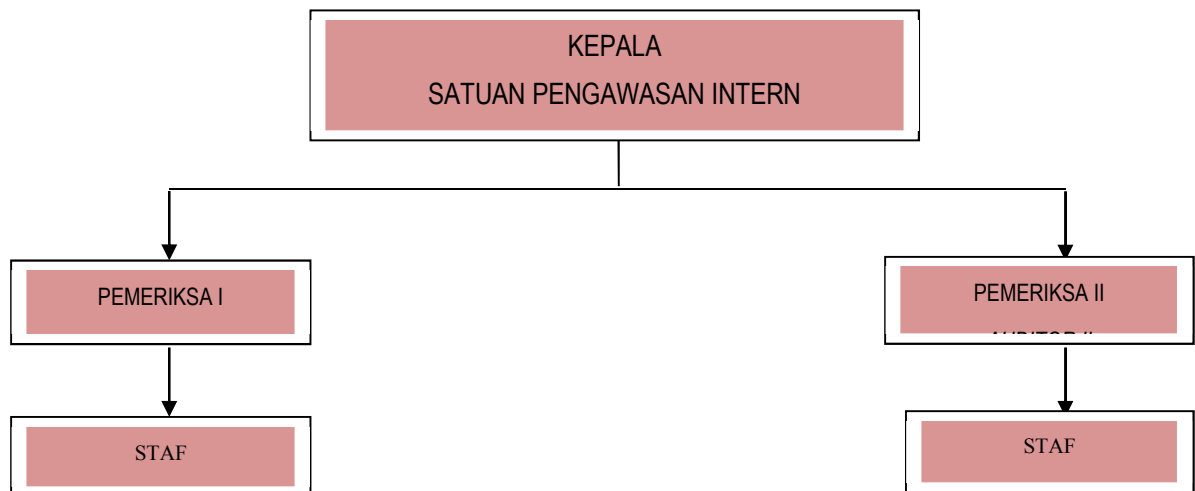 KEPALA
SATUAN PENGAWASAN INTERN
PEMERIKSA I
PEMERIKSA II
STAF
STAF